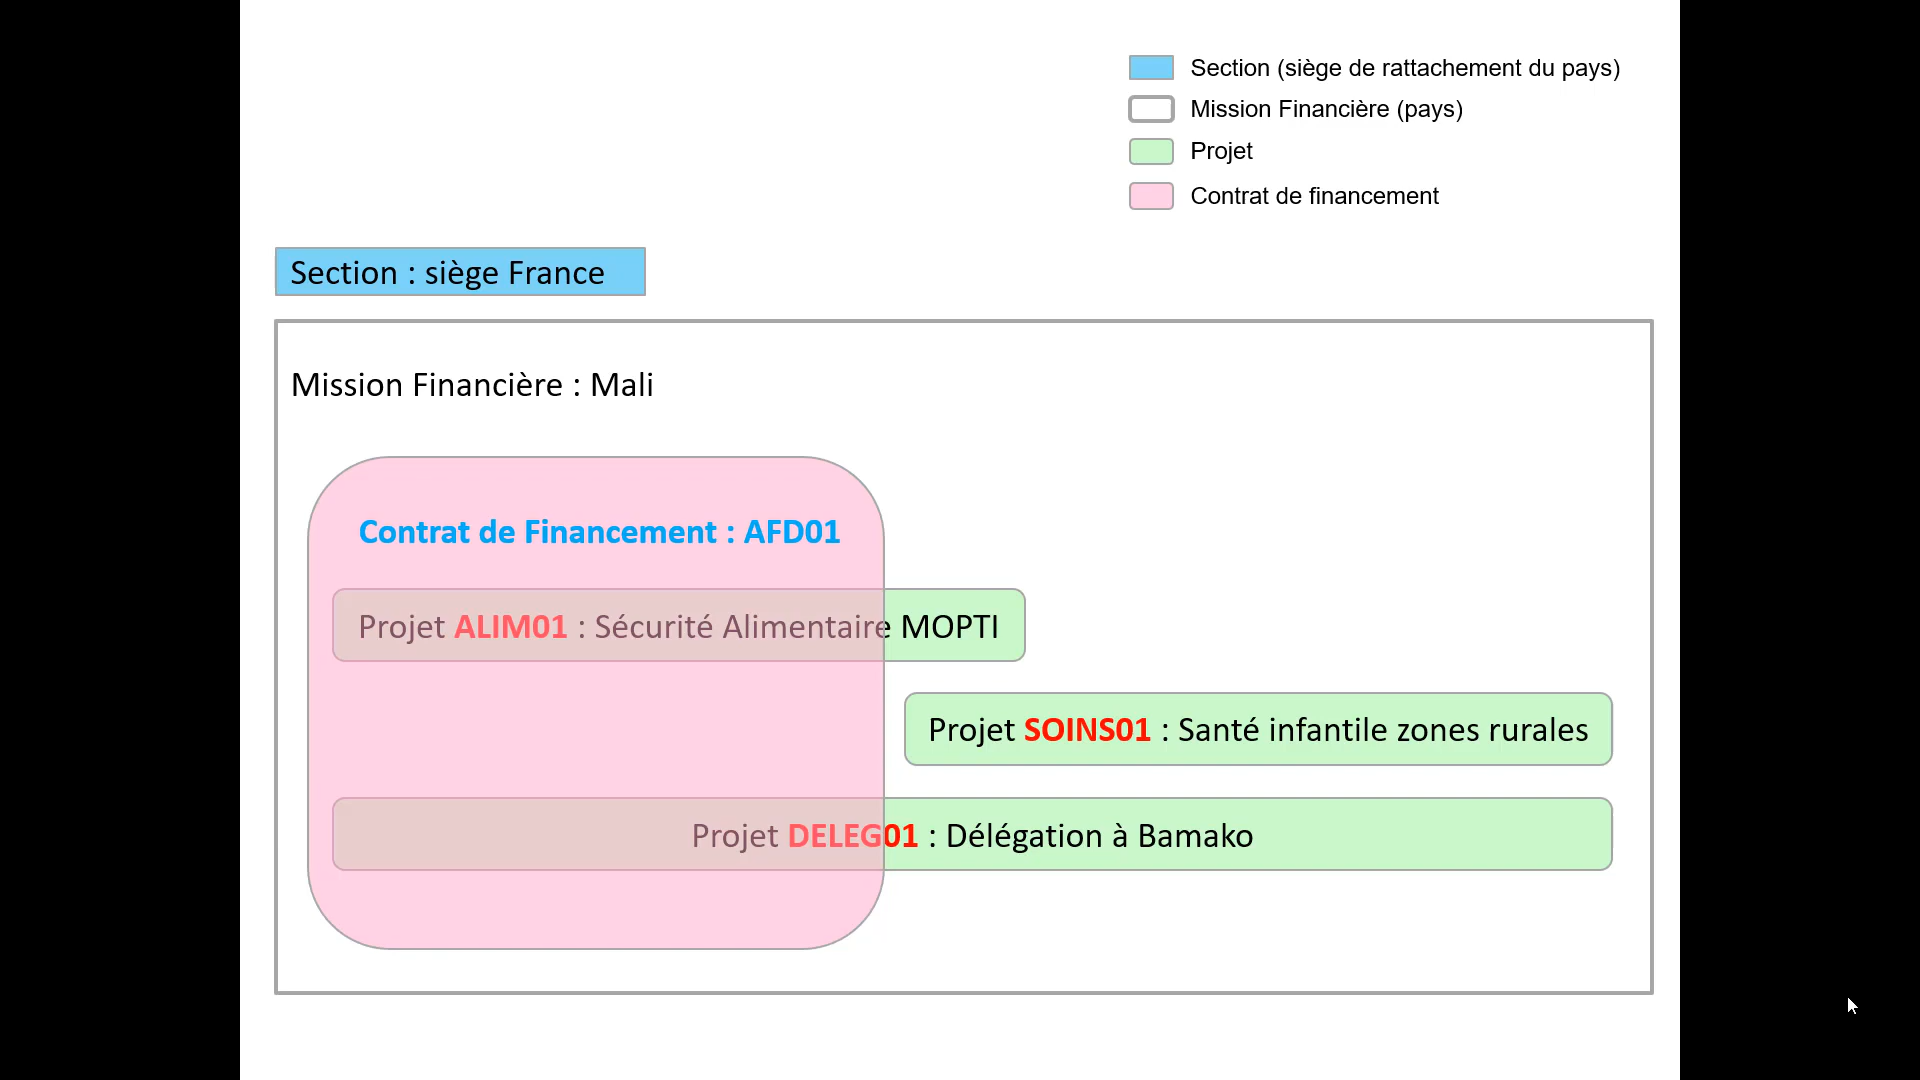 Section (siège de rattachement du pays)
Mission Financière (pays)
Projet
Contrat de financement
Section : siège France
Mission Financière : Mali
Contrat de Financement : AFD01
Projet ALIM01 : Sécurité Alimentaire MOPTI
Projet SOINS01 : Santé infantile zones rurales
Projet DELEG01 : Délégation à Bamako